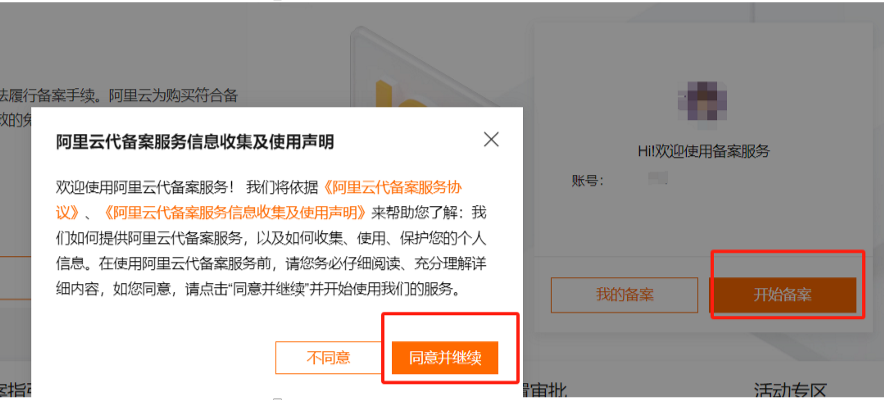 法履行备案手续。阿里云为购买符合备
效的免
阿里云代备案服务信息收集及使用声明
欢迎使用阿里云代备案服务! 我们将依据《阿里云代备案服务协
议》、《阿里云代备案服务信息收集及使用声明》来帮助您了解:我
们如何提供阿里云代备案服务,以及如何收集、使用、保护您的个人
信息。在使用阿里云代备案服务前,请您务必仔细阅读、充分理解详
细内容,如您同意,请点击“同意并继续”并开始使用我们的服务。
不同意
同意并继续
Hi!欢迎使用备案服务
账号:
我的备案
开始备案
案指
审批
活动专区